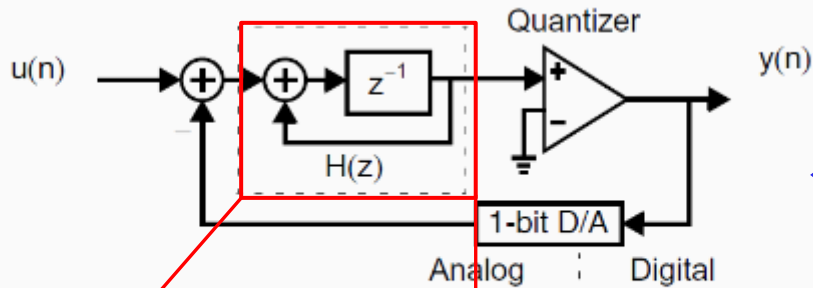 Quantizer
u(n)
y(n)
+
+
z⁻¹
+
−
−
H(z)
1-bit D/A
Analog
Digital